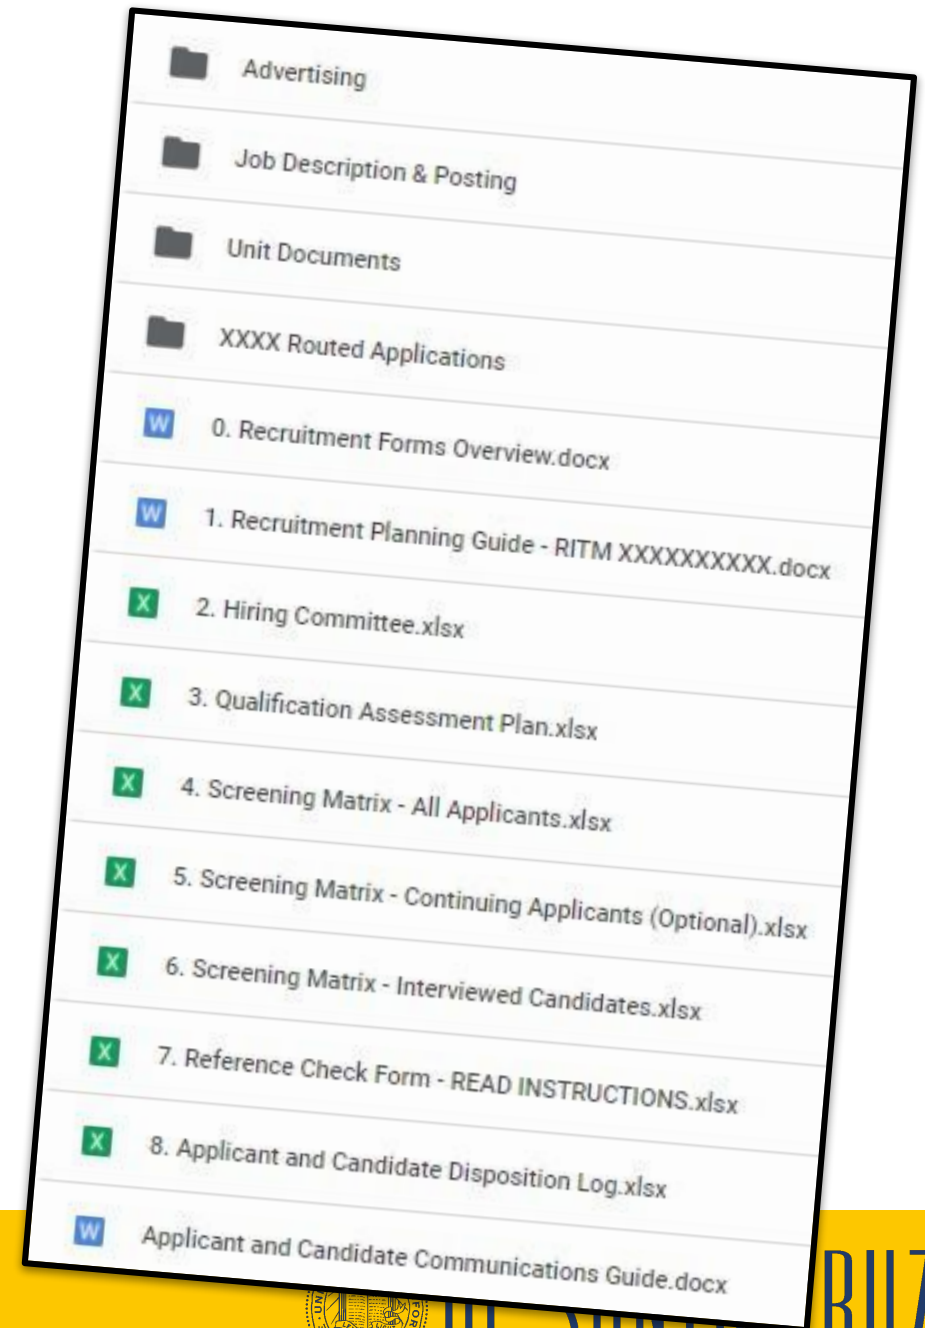 Advertising
Job Description & Posting
Unit Documents
XXXX Routed Applications
W 0. Recruitment Forms Overview.docx
W 1. Recruitment Planning Guide - RITM XXXXXXXXXX.docx
X 2. Hiring Committee.xlsx
X 3. Qualification Assessment Plan.xlsx
X 4. Screening Matrix - All Applicants.xlsx
X 5. Screening Matrix - Continuing Applicants (Optional).xlsx
X 6. Screening Matrix - Interviewed Candidates.xlsx
X 7. Reference Check Form - READ INSTRUCTIONS.xlsx
X 8. Applicant and Candidate Disposition Log.xlsx
W Applicant and Candidate Communications Guide.docx